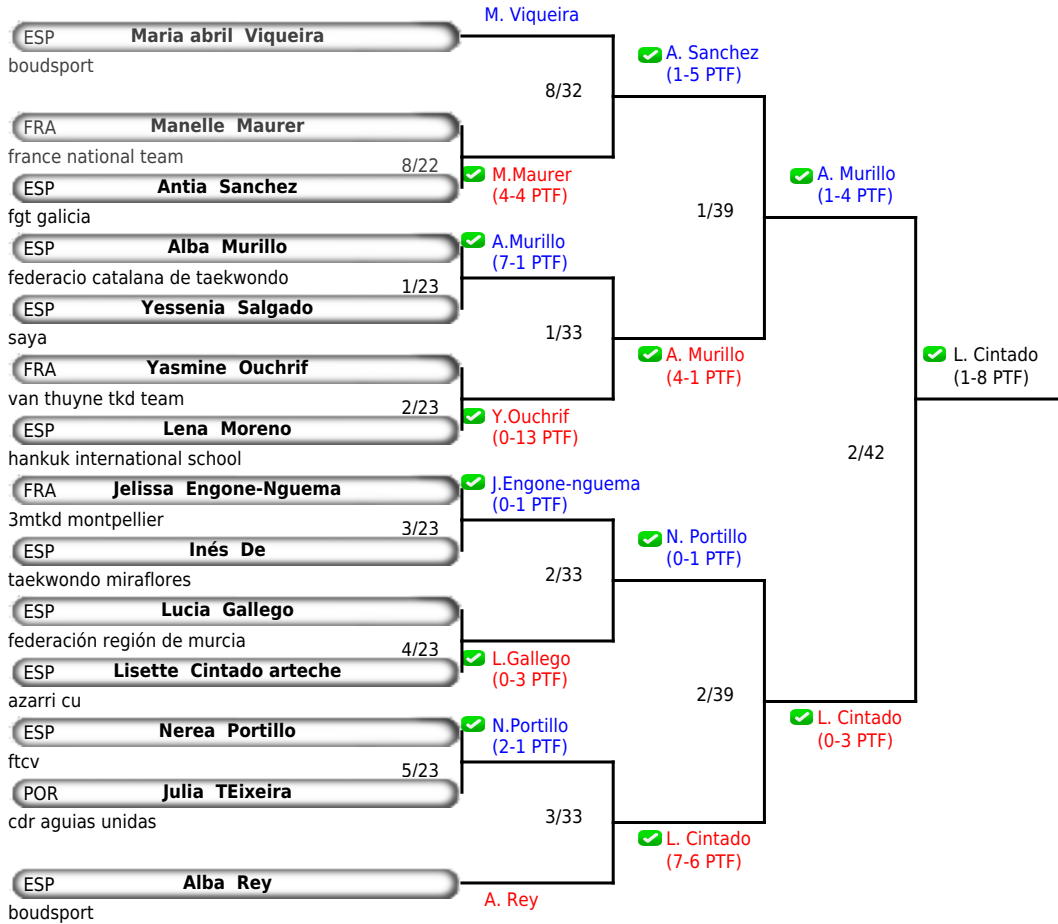 M. Viqueira
ESP Maria abril Viqueira
boudsport
A. Sanchez
(1-5 PTF)
8/32
FRA Manelle Maurer
france national team
8/22
M.Maurer
(4-4 PTF)
A. Murillo
(1-4 PTF)
ESP Antia Sanchez
fgt galicia
1/39
ESP Alba Murillo
federacio catalana de taekwondo
A.Murillo
(7-1 PTF)
1/23
ESP Yessenia Salgado
saya
1/33
A. Murillo
(4-1 PTF)
L. Cintado
(1-8 PTF)
FRA Yasmine Ouchrif
van thuyne tkd team
2/23
Y.Ouchrif
(0-13 PTF)
ESP Lena Moreno
hankuk international school
2/42
FRA Jelissa Engone-Nguema
3mtkd montpellier
J.Engone-nguema
(0-1 PTF)
3/23
ESP Inés De
taekwondo miraflores
N. Portillo
(0-1 PTF)
2/33
ESP Lucia Gallego
federación región de murcia
4/23
L.Gallego
(0-3 PTF)
ESP Lisette Cintado arteche
azarri cu
2/39
L. Cintado
(0-3 PTF)
ESP Nerea Portillo
ftcv
N.Portillo
(2-1 PTF)
5/23
POR Julia TEixeira
cdr aguias unidas
3/33
L. Cintado
(7-6 PTF)
ESP Alba Rey
boudsport
A. Rey